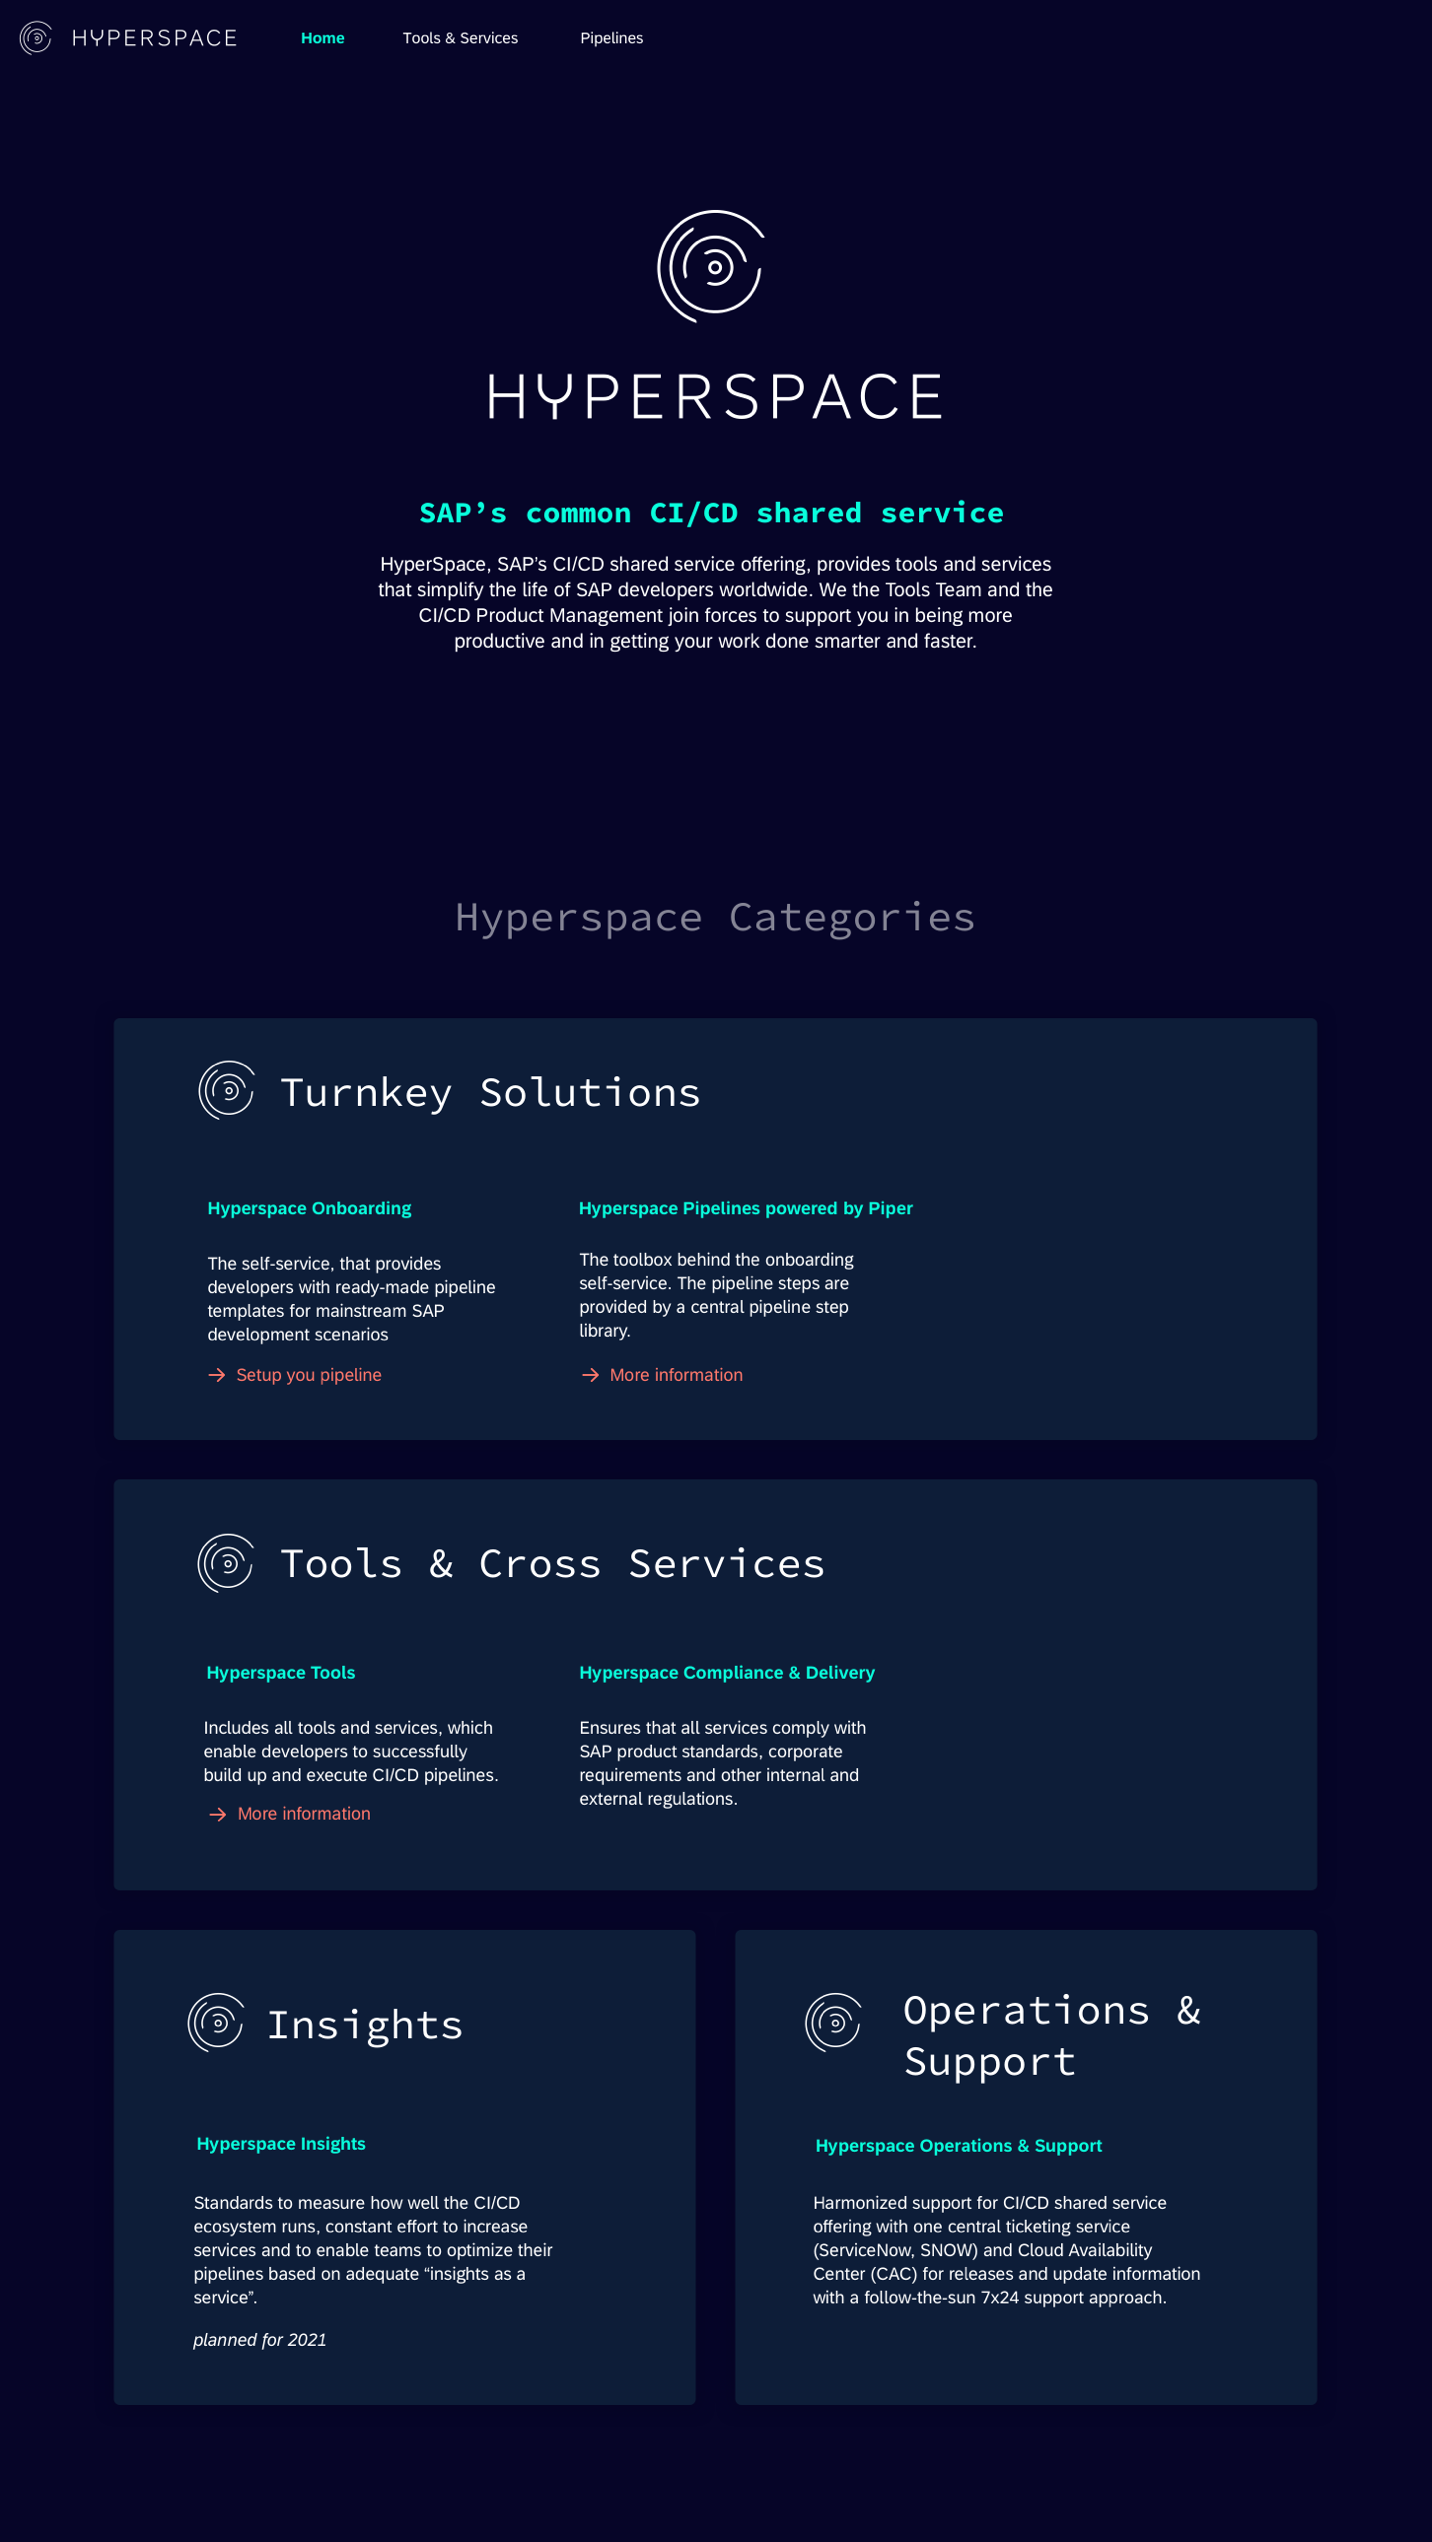 HYPERSPACE
Home
Tools & Services
Pipelines
HYPERSPACE
SAP’s common CI/CD shared service
HyperSpace, SAP’s CI/CD shared service offering, provides tools and services
that simplify the life of SAP developers worldwide. We the Tools Team and the
CI/CD Product Management join forces to support you in being more
productive and in getting your work done smarter and faster.
Hyperspace Categories
Turnkey Solutions
Hyperspace Onboarding
The self-service, that provides
developers with ready-made pipeline
templates for mainstream SAP
development scenarios
Setup you pipeline
Hyperspace Pipelines powered by Piper
The toolbox behind the onboarding
self-service. The pipeline steps are
provided by a central pipeline step
library.
More information
Tools & Cross Services
Hyperspace Tools
Includes all tools and services, which
enable developers to successfully
build up and execute CI/CD pipelines.
More information
Hyperspace Compliance & Delivery
Ensures that all services comply with
SAP product standards, corporate
requirements and other internal and
external regulations.
Insights
Hyperspace Insights
Standards to measure how well the CI/CD
ecosystem runs, constant effort to increase
services and to enable teams to optimize their
pipelines based on adequate “insights as a
service”.
planned for 2021
Operations &
Support
Hyperspace Operations & Support
Harmonized support for CI/CD shared service
offering with one central ticketing service
(ServiceNow, SNOW) and Cloud Availability
Center (CAC) for releases and update information
with a follow-the-sun 7x24 support approach.